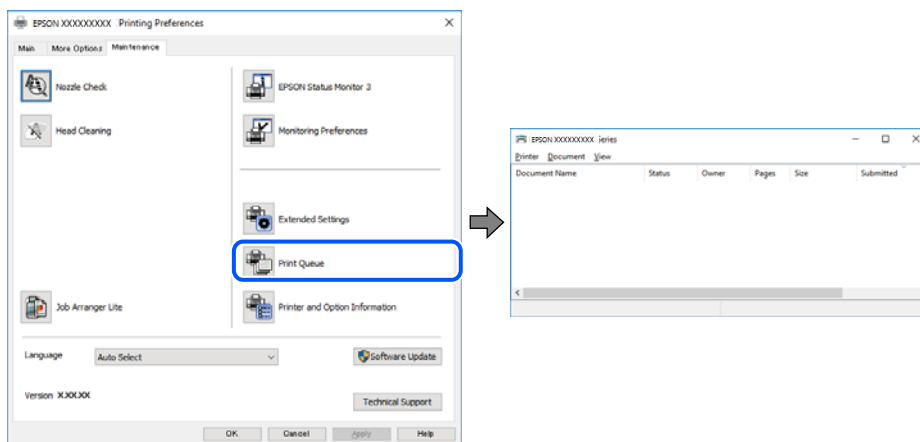 EPSON XXXXXXXXX Printing Preferences
Main More Options Maintenance
Nozzle Check
EPSON Status Monitor 3
Head Cleaning
Monitoring Preferences
Extended Settings
Print Queue
Job Arranger Lite
Printer and Option Information
Language Auto Select
Software Update
Version X.XX.XX
Technical Support
OK Cancel Apply Help
EPSON XXXXXXXXX ieries
Printer Document View
Document Name Status Owner Pages Size Submitted